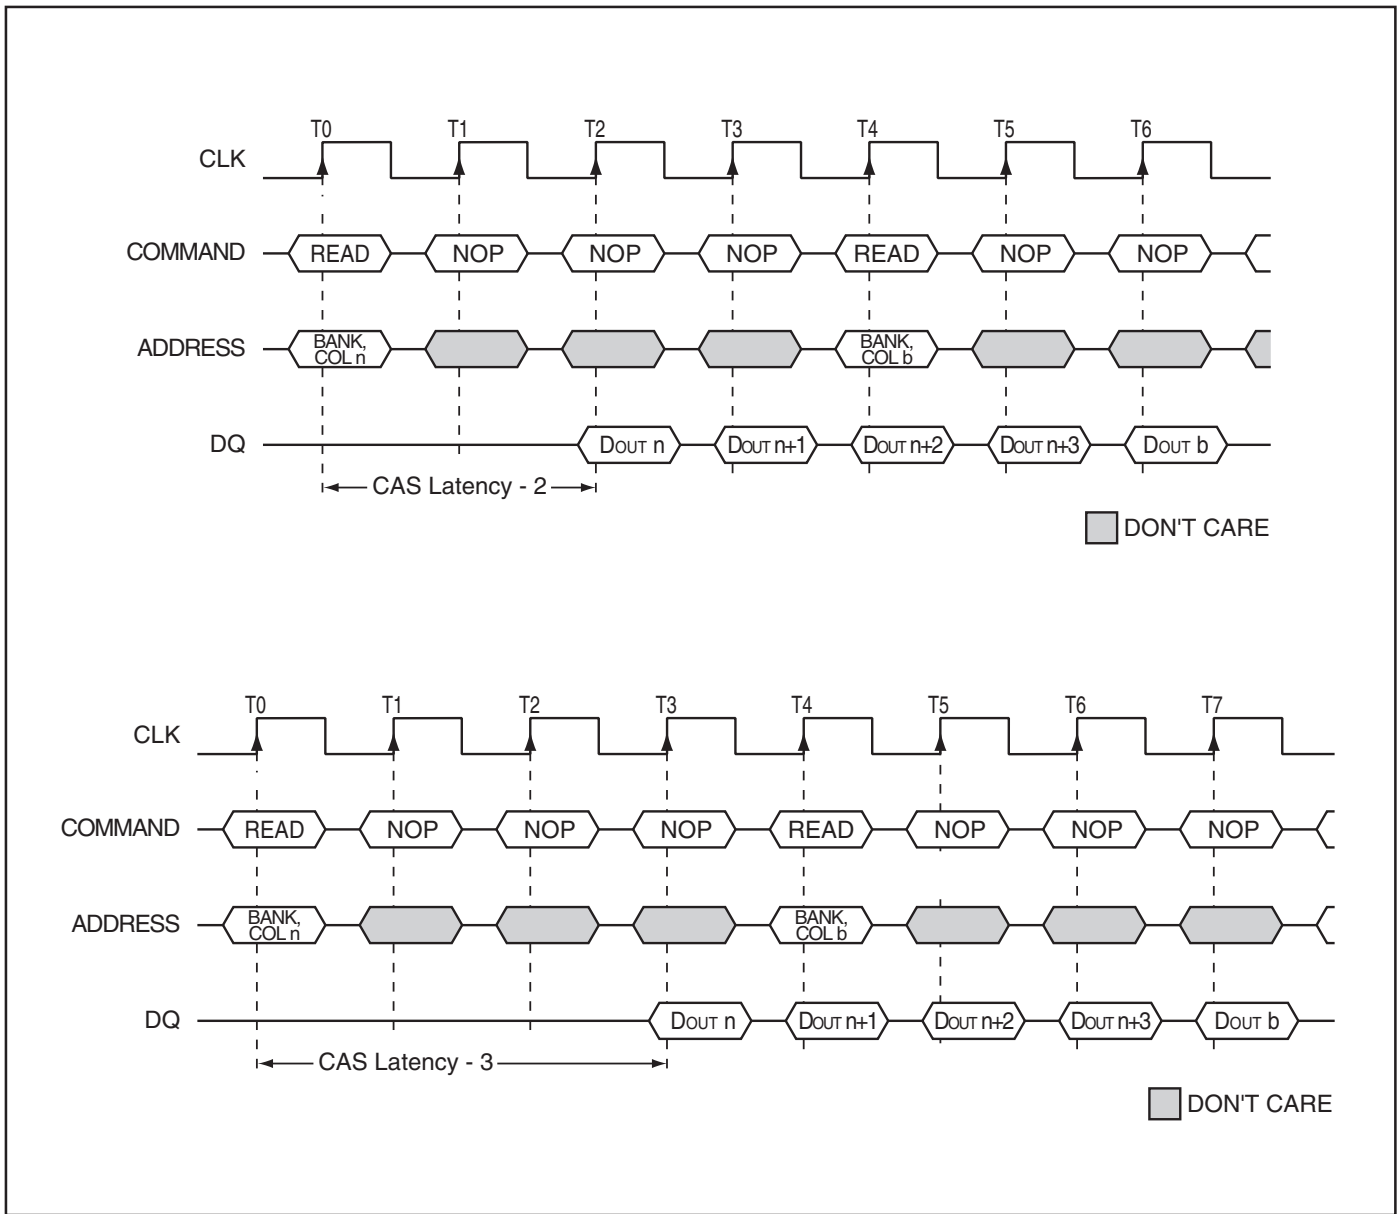 T0 T1 T2 T3 T4 T5 T6
CLK
COMMAND READ NOP NOP NOP READ NOP NOP
ADDRESS BANK, COL n BANK, COL b
DQ DOUT n DOUT n+1 DOUT n+2 DOUT n+3 DOUT b
CAS Latency - 2
DON'T CARE
T0 T1 T2 T3 T4 T5 T6 T7
CLK
COMMAND READ NOP NOP NOP READ NOP NOP NOP
ADDRESS BANK, COL n BANK, COL b
DQ DOUT n DOUT n+1 DOUT n+2 DOUT n+3 DOUT b
CAS Latency - 3
DON'T CARE